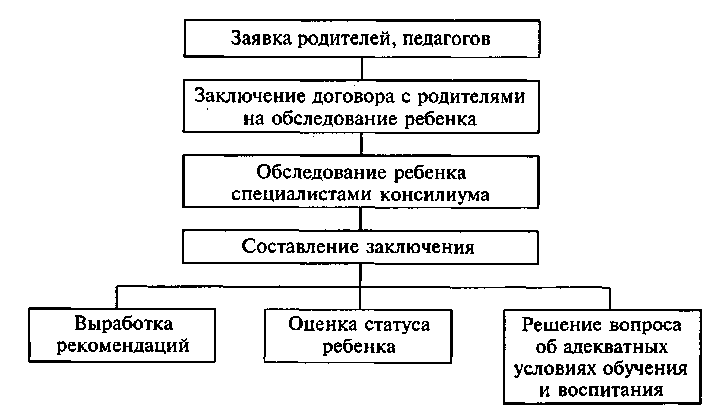 Заявка родителей, педагогов
Заключение договора с родителями
на обследование ребенка
Обследование ребенка
специалистами консилиума
Составление заключения
Выработка
рекомендаций
Оценка статуса
ребенка
Решение вопроса
об адекватных
условиях обучения
и воспитания